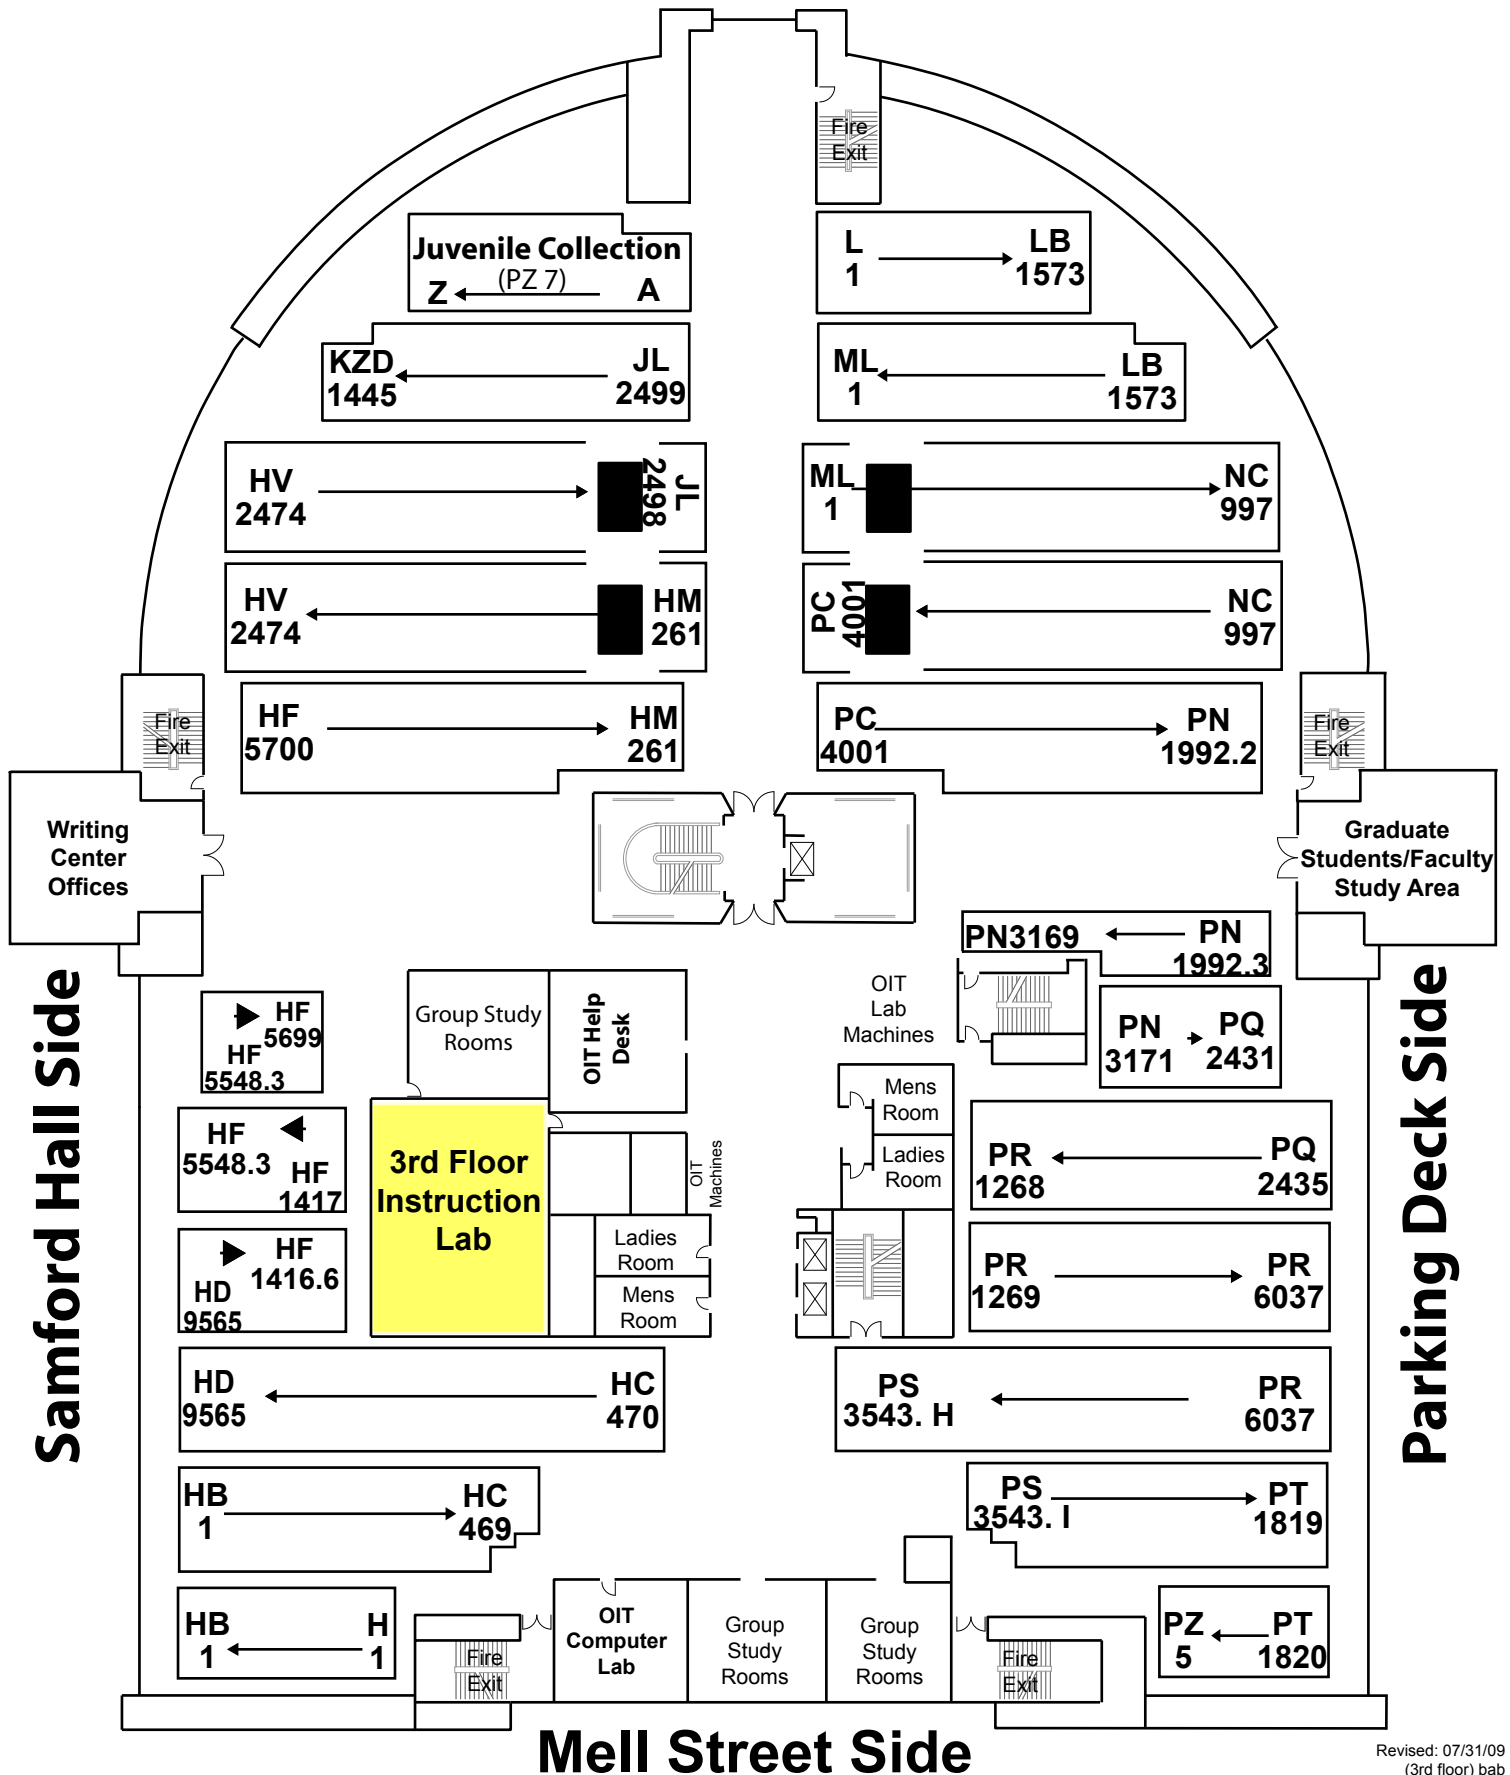 Fire
Exit
Juvenile Collection
(PZ 7)
Z
A
L
1
LB
1573
KZD
1445
JL
2499
ML
1
LB
1573
HV
2474
JL
2498
ML
1
NC
997
HV
2474
HM
261
PC
4001
NC
997
Fire
Exit
HF
5700
HM
261
PC
4001
PN
1992.2
Fire
Exit
Writing
Center
Offices
Graduate
Students/Faculty
Study Area
PN3169
PN
1992.3
Samford Hall Side
Parking Deck Side
HF
5699
HF
5548.3
Group Study
Rooms
OIT Help
Desk
OIT
Lab
Machines
PN
3171
PQ
2431
HF
5548.3
HF
1417
3rd Floor
Instruction
Lab
OIT
Machines
Mens
Room
Ladies
Room
PR
1268
PQ
2435
HF
1416.6
HD
9565
Ladies
Room
Mens
Room
PR
1269
PR
6037
HD
9565
HC
470
PS
3543. H
PR
6037
HB
1
HC
469
PS
3543. I
PT
1819
HB
1
H
1
Fire
Exit
OIT
Computer
Lab
Group
Study
Rooms
Group
Study
Rooms
Fire
Exit
PZ
5
PT
1820
Mell Street Side
Revised: 07/31/09
(3rd floor) bab